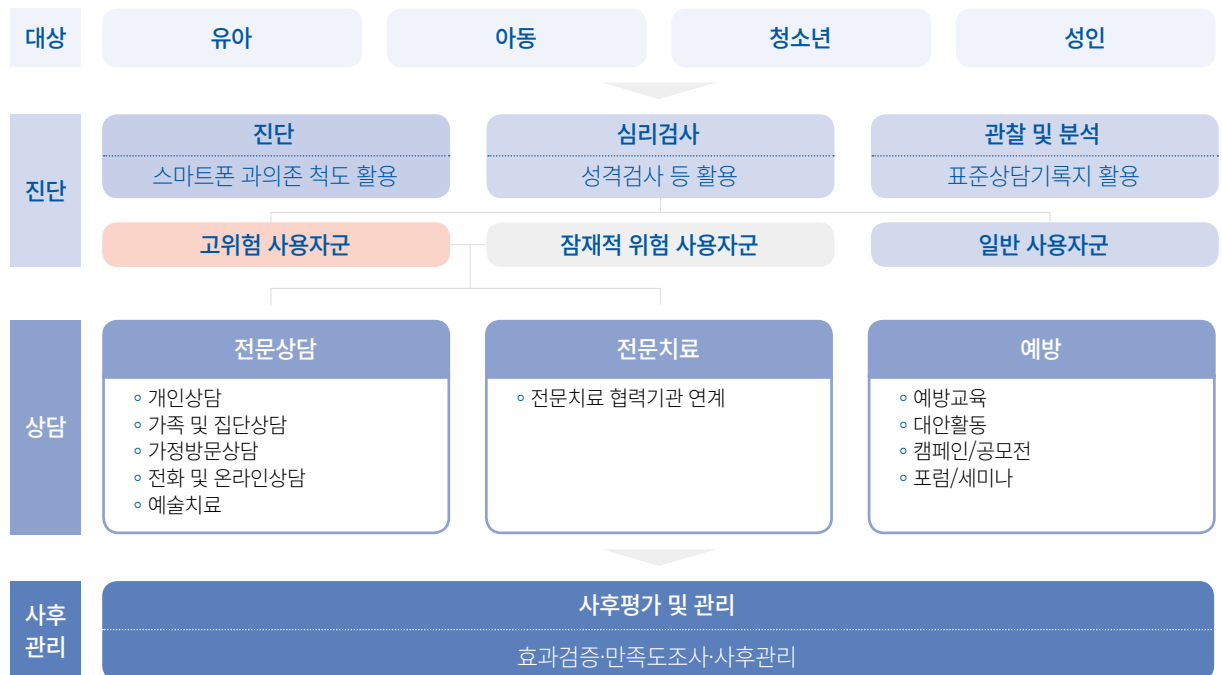 대상
유아
아동
청소년
성인
진단
진단
스마트폰 과의존 척도 활용
심리검사
성격검사 등 활용
관찰 및 분석
표준상담기록지 활용
고위험 사용자군
잠재적 위험 사용자군
일반 사용자군
상담
전문상담
◦ 개인상담
◦ 가족 및 집단상담
◦ 가정방문상담
◦ 전화 및 온라인상담
◦ 예술치료
전문치료
◦ 전문치료 협력기관 연계
예방
◦ 예방교육
◦ 대안활동
◦ 캠페인/공모전
◦ 포럼/세미나
사후
관리
사후평가 및 관리
효과검증·만족도조사·사후관리